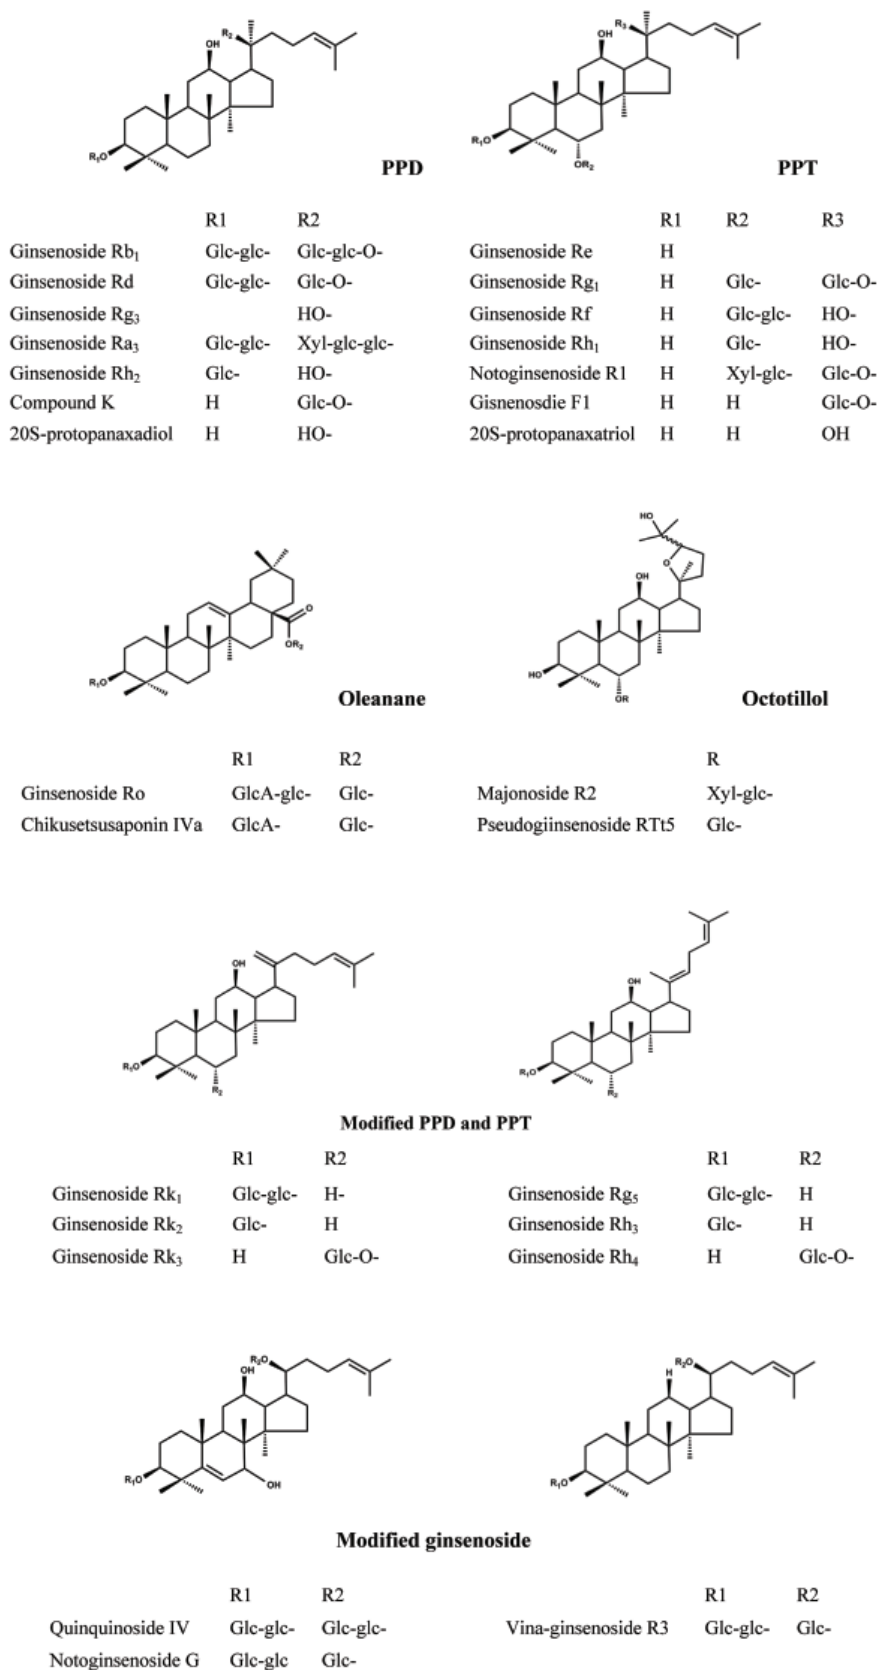 R₂ OH
R₁O
PPD
R1 R2
Ginsenoside Rb₁ Glc-glc- Glc-glc-O-
Ginsenoside Rd Glc-glc- Glc-O-
Ginsenoside Rg₃ HO-
Ginsenoside Ra₃ Glc-glc- Xyl-glc-glc-
Ginsenoside Rh₂ Glc- HO-
Compound K H Glc-O-
20S-protopanaxadiol H HO-
R₃ OH
R₁O
OR₂
PPT
R1 R2 R3
Ginsenoside Re H
Ginsenoside Rg₁ H Glc- Glc-O-
Ginsenoside Rf H Glc-glc- HO-
Ginsenoside Rh₁ H Glc- HO-
Notoginsenoside R1 H Xyl-glc- Glc-O-
Gisnenosdie F1 H H Glc-O-
20S-protopanaxatriol H H OH
O
OR₂
R₁O
Oleanane
R1 R2
Ginsenoside Ro GlcA-glc- Glc-
Chikusetsusaponin IVa GlcA- Glc-
HO
O
OH
HO
OR
Octotillol
R
Majonoside R2 Xyl-glc-
Pseudogiinsenoside RTt5 Glc-
OH
R₁O
R₂
OH
R₁O
R₂
Modified PPD and PPT
R1 R2
Ginsenoside Rk₁ Glc-glc- H-
Ginsenoside Rk₂ Glc- H
Ginsenoside Rk₃ H Glc-O-
R1 R2
Ginsenoside Rg₅ Glc-glc- H
Ginsenoside Rh₃ Glc- H
Ginsenoside Rh₄ H Glc-O-
R₂O
OH
R₁O
OH
R₂O
H
R₁O
Modified ginsenoside
R1 R2
Quinquinoside IV Glc-glc- Glc-glc-
Notoginsenoside G Glc-glc Glc-
R1 R2
Vina-ginsenoside R3 Glc-glc- Glc-